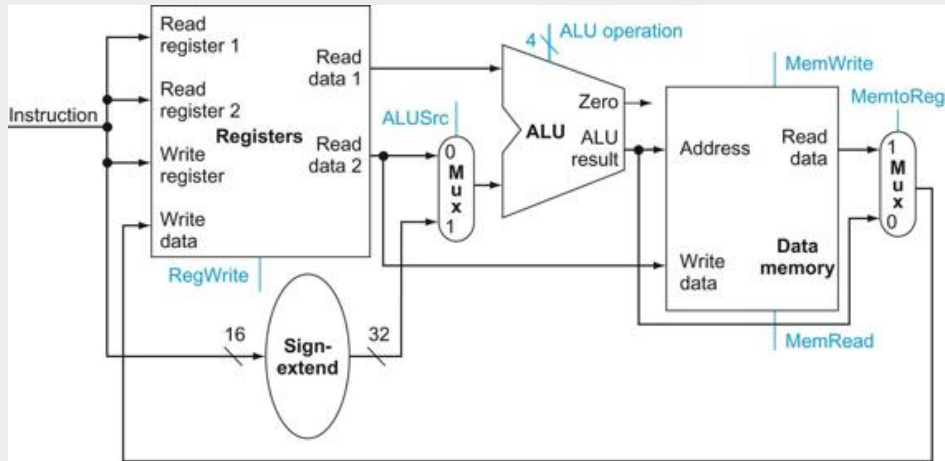 Instruction
Read
register 1
Read
register 2
Write
register
Write
data
Registers
Read
data 1
Read
data 2
RegWrite
16
Sign-
extend
32
ALUSrc
0
Mux
1
4
ALU operation
ALU
Zero
ALU
result
MemWrite
Address
Read
data
Write
data
Data
memory
MemRead
MemtoReg
1
Mux
0